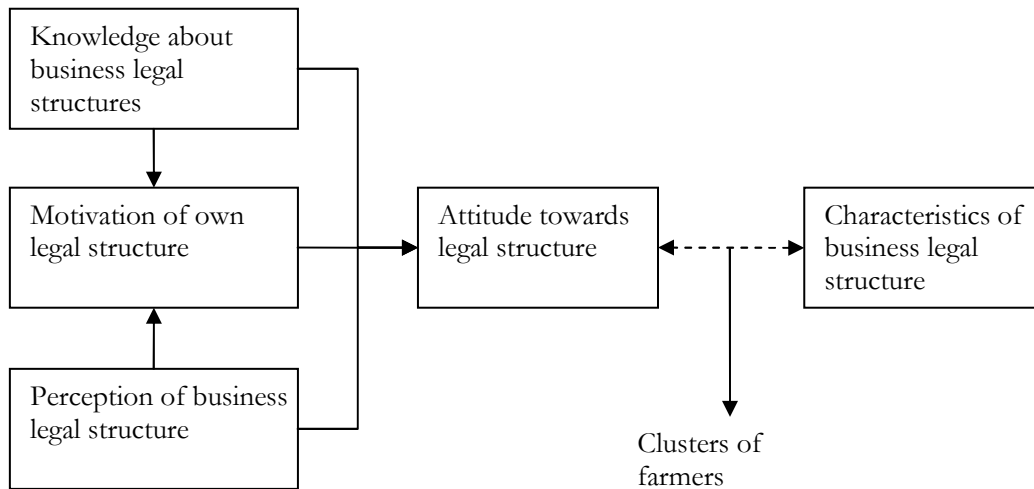 Knowledge about
business legal
structures
Motivation of own
legal structure
Perception of business
legal structure
Attitude towards
legal structure
Characteristics of
business legal
structure
Clusters of
farmers